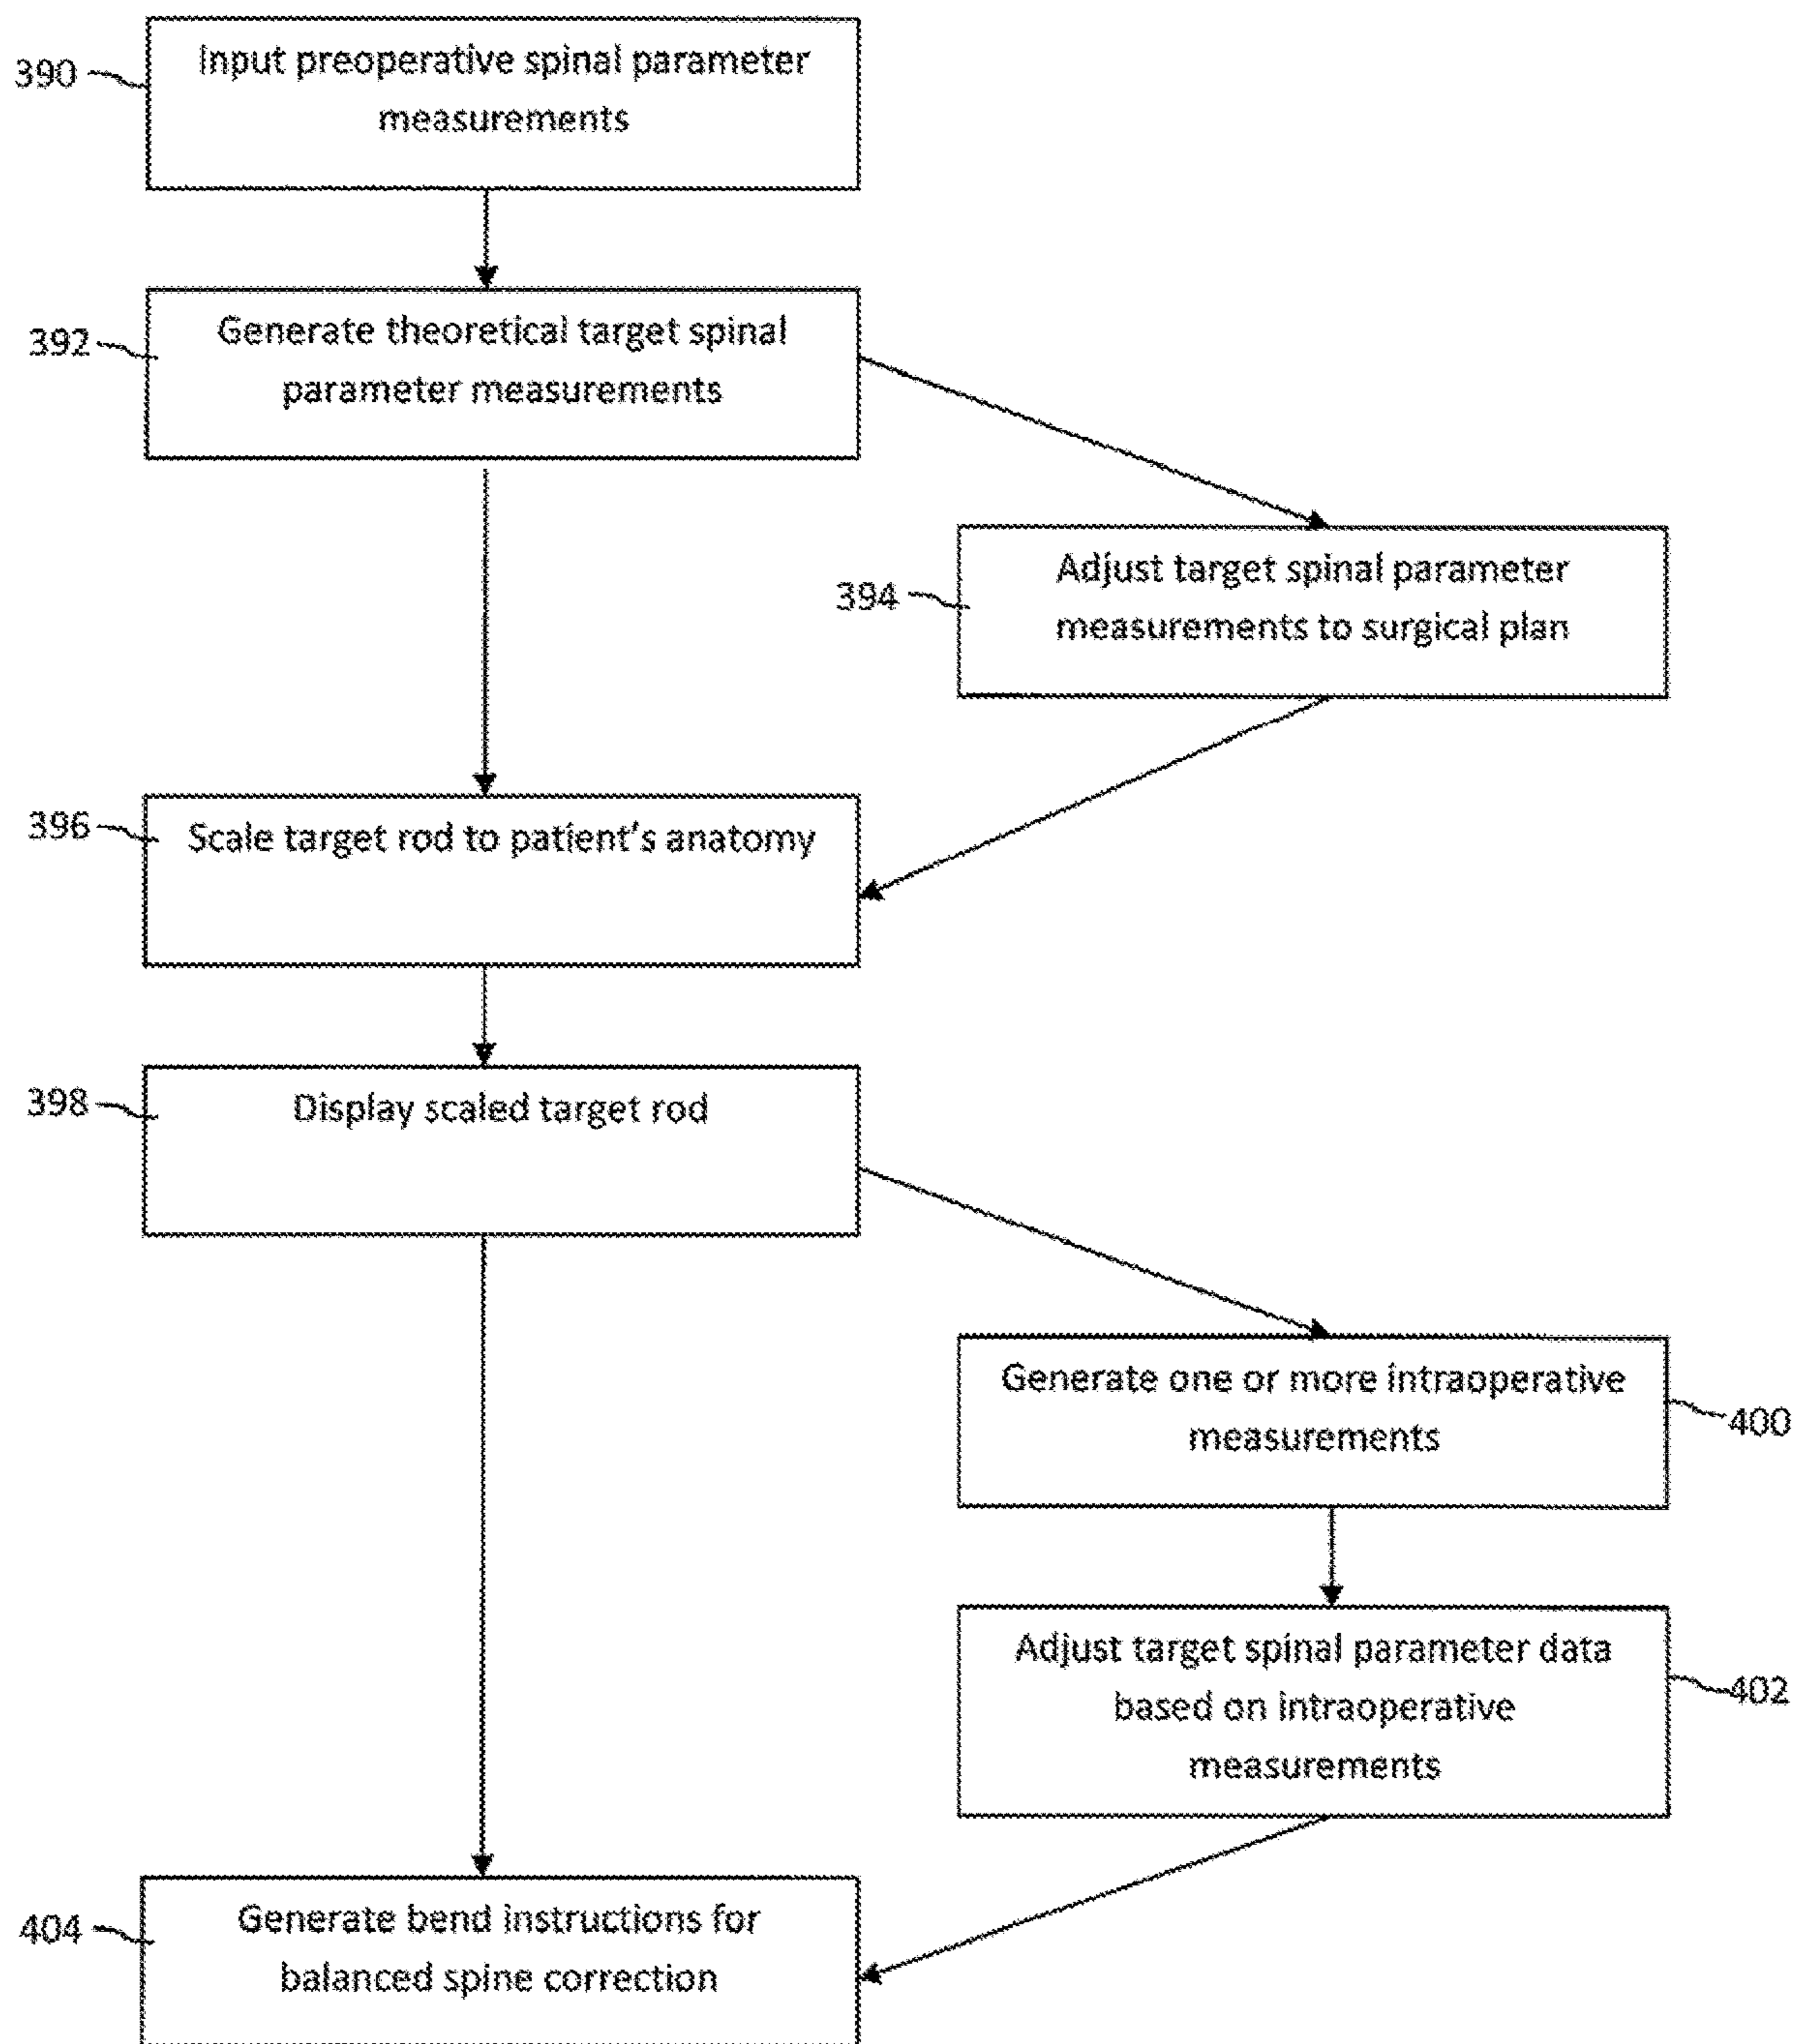 390
Input preoperative spinal parameter
measurements
392
Generate theoretical target spinal
parameter measurements
394
Adjust target spinal parameter
measurements to surgical plan
396
Scale target rod to patient's anatomy
398
Display scaled target rod
Generate one or more intraoperative
measurements
400
Adjust target spinal parameter data
based on intraoperative
measurements
402
404
Generate bend instructions for
balanced spine correction